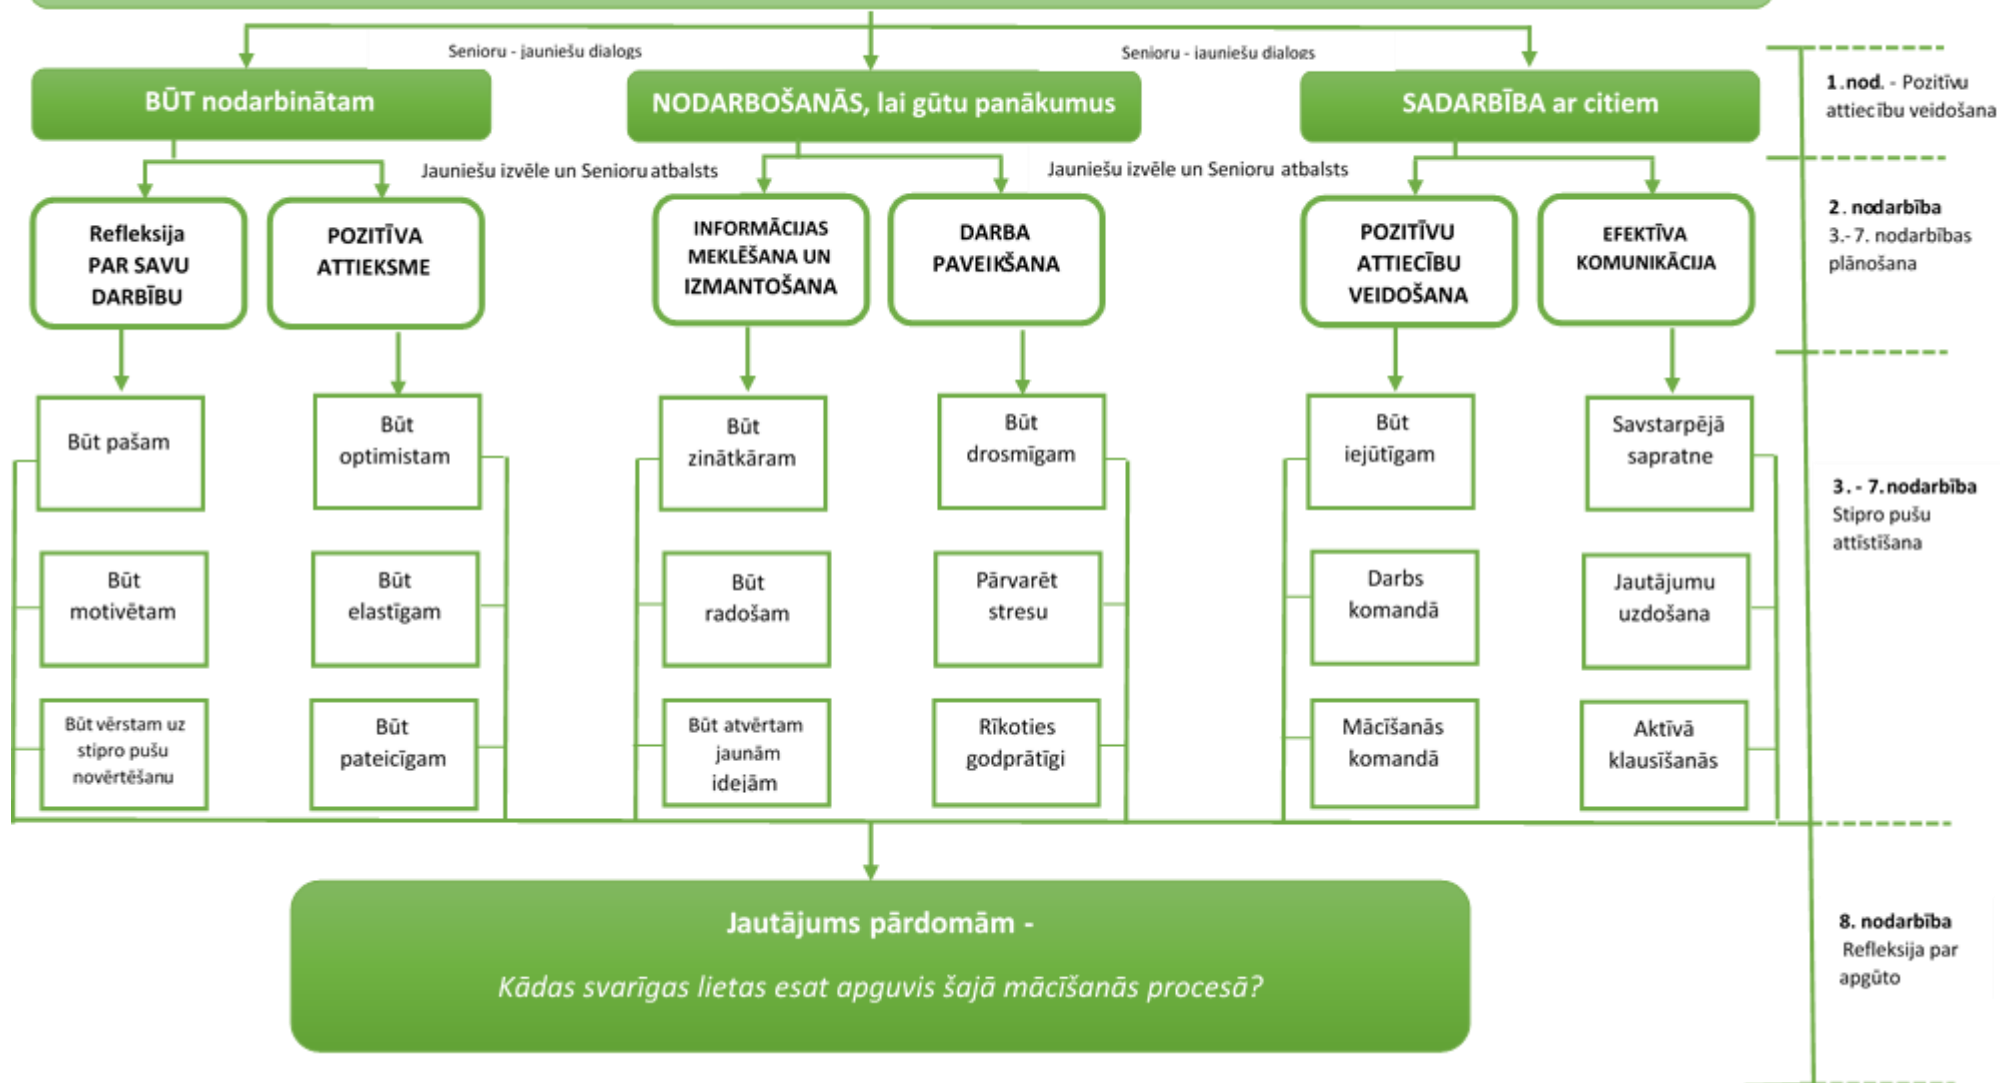 Senioru - jauniešu dialogs
Senioru - jauniešu dialogs
BŪT nodarbinātam
NODARBOŠANĀS, lai gūtu panākumus
SADARBĪBA ar citiem
1.nod. - Pozitīvu
attiecību veidošana
Jauniešu izvēle un Senioru atbalsts
Jauniešu izvēle un Senioru atbalsts
Refleksija
PAR SAVU
DARBĪBU
POZITĪVA
ATTIEKSME
INFORMĀCIJAS
MEKLĒŠANA UN
IZMANTOŠANA
DARBA
PAVEIKŠANA
POZITĪVU
ATTIECĪBU
VEIDOŠANA
EFEKTĪVA
KOMUNIKĀCIJA
2. nodarbība
3.- 7. nodarbības
plānošana
Būt pašam
Būt
optimistam
Būt
zinātkāram
Būt
drosmīgam
Būt
iejūtīgam
Savstarpējā
sapratne
3. - 7.nodarbība
Stipro pušu
attīstīšana
Būt
motivētam
Būt
elastīgam
Būt
radošam
Pārvarēt
stresu
Darbs
komandā
Jautājumu
uzdošana
Būt vērstam uz
stipro pušu
novērtēšanu
Būt
pateicīgam
Būt atvērtam
jaunām
idejām
Rīkoties
godprātīgi
Mācīšanās
komandā
Aktīvā
klausīšanās
Jautājums pārdomām -
Kādas svarīgas lietas esat apguvis šajā mācīšanās procesā?
8. nodarbība
Refleksija par
apgūto